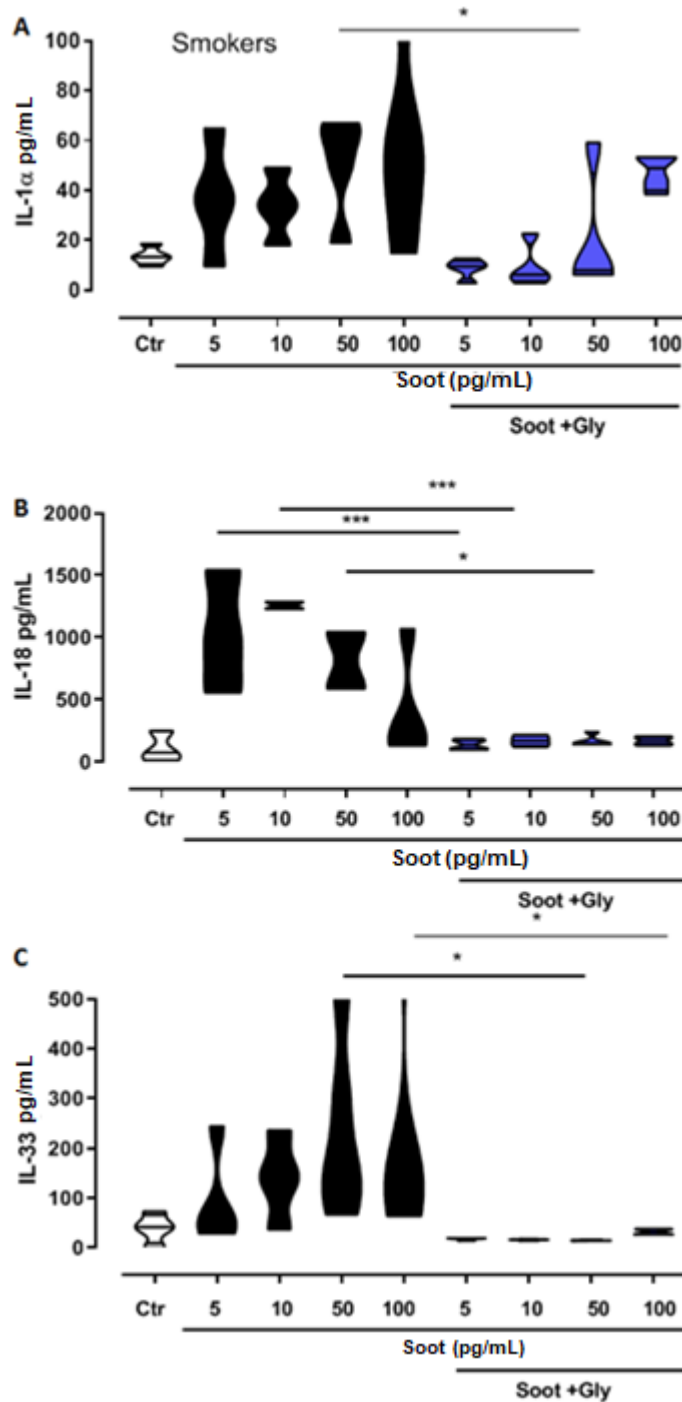 A
Smokers
*
IL-1α pg/mL
100
80
60
40
20
0
Ctr 5 10 50 100 5 10 50 100
Soot (pg/mL)
Soot +Gly
B
***
***
*
IL-18 pg/mL
2000
1500
1000
500
0
Ctr 5 10 50 100 5 10 50 100
Soot (pg/mL)
Soot +Gly
*
C
*
IL-33 pg/mL
500
400
300
200
100
0
Ctr 5 10 50 100 5 10 50 100
Soot (pg/mL)
Soot +Gly